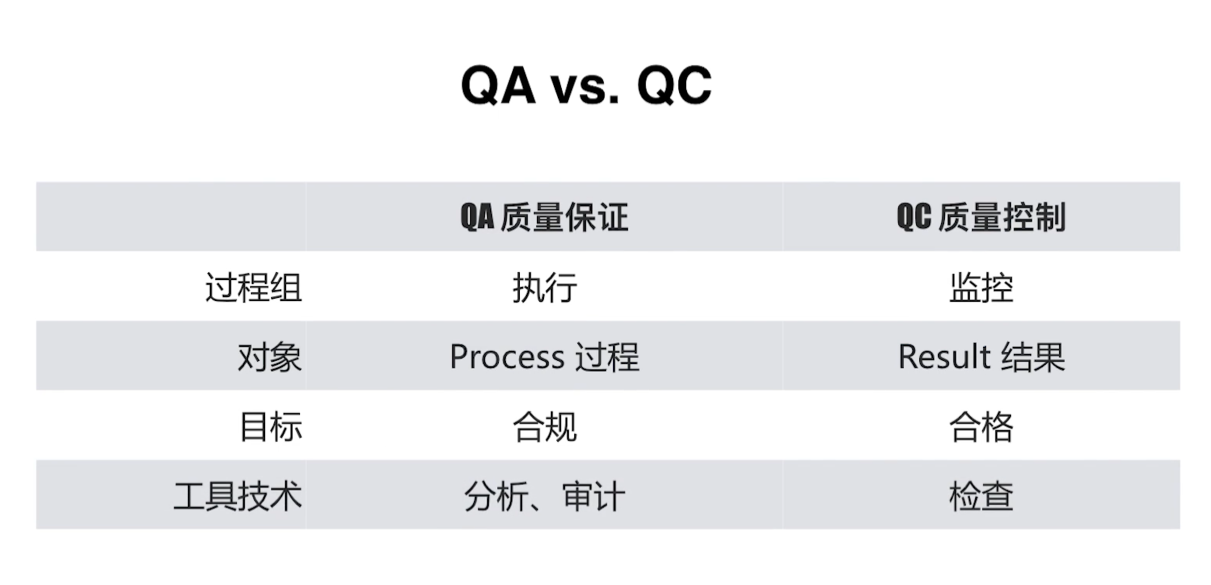 QA vs. QC
QA 质量保证 QC 质量控制
过程组 执行 监控
对象 Process 过程 Result 结果
目标 合规 合格
工具技术 分析、审计 检查